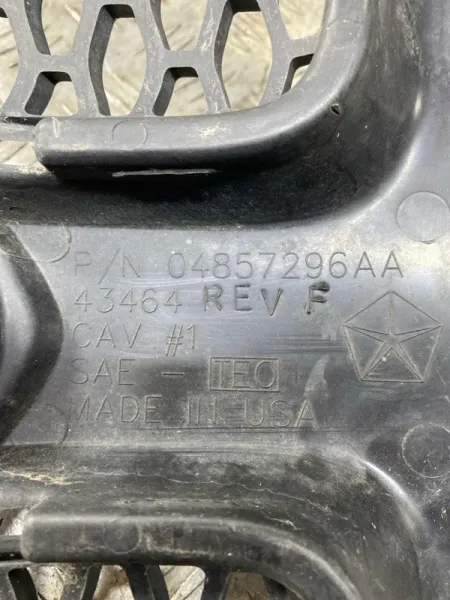 P/N 04857296AA
43464 REV F
CAV #1
SAE - TEO
MADE IN USA